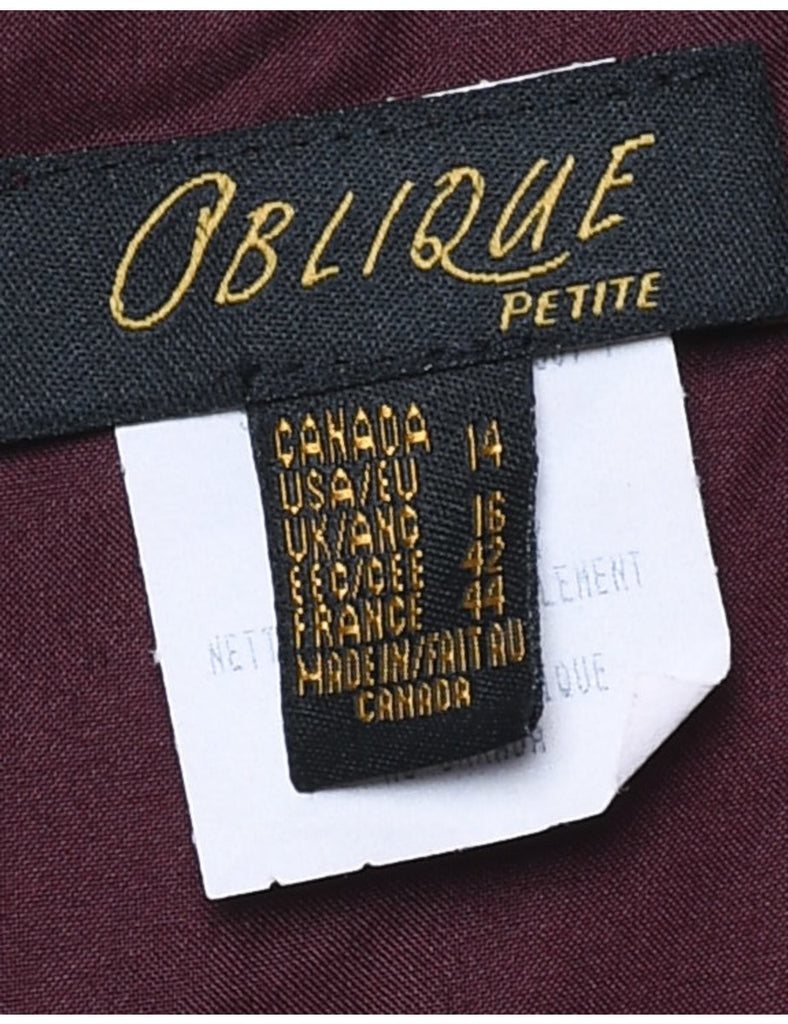 OBLIQUE
PETITE
CANADA 14
USA/EU
UK/ANG 16
EEC/CEE 42
FRANCE 44
MADE IN/FAIT AU
CANADA
NETT LEMENT
IQUE